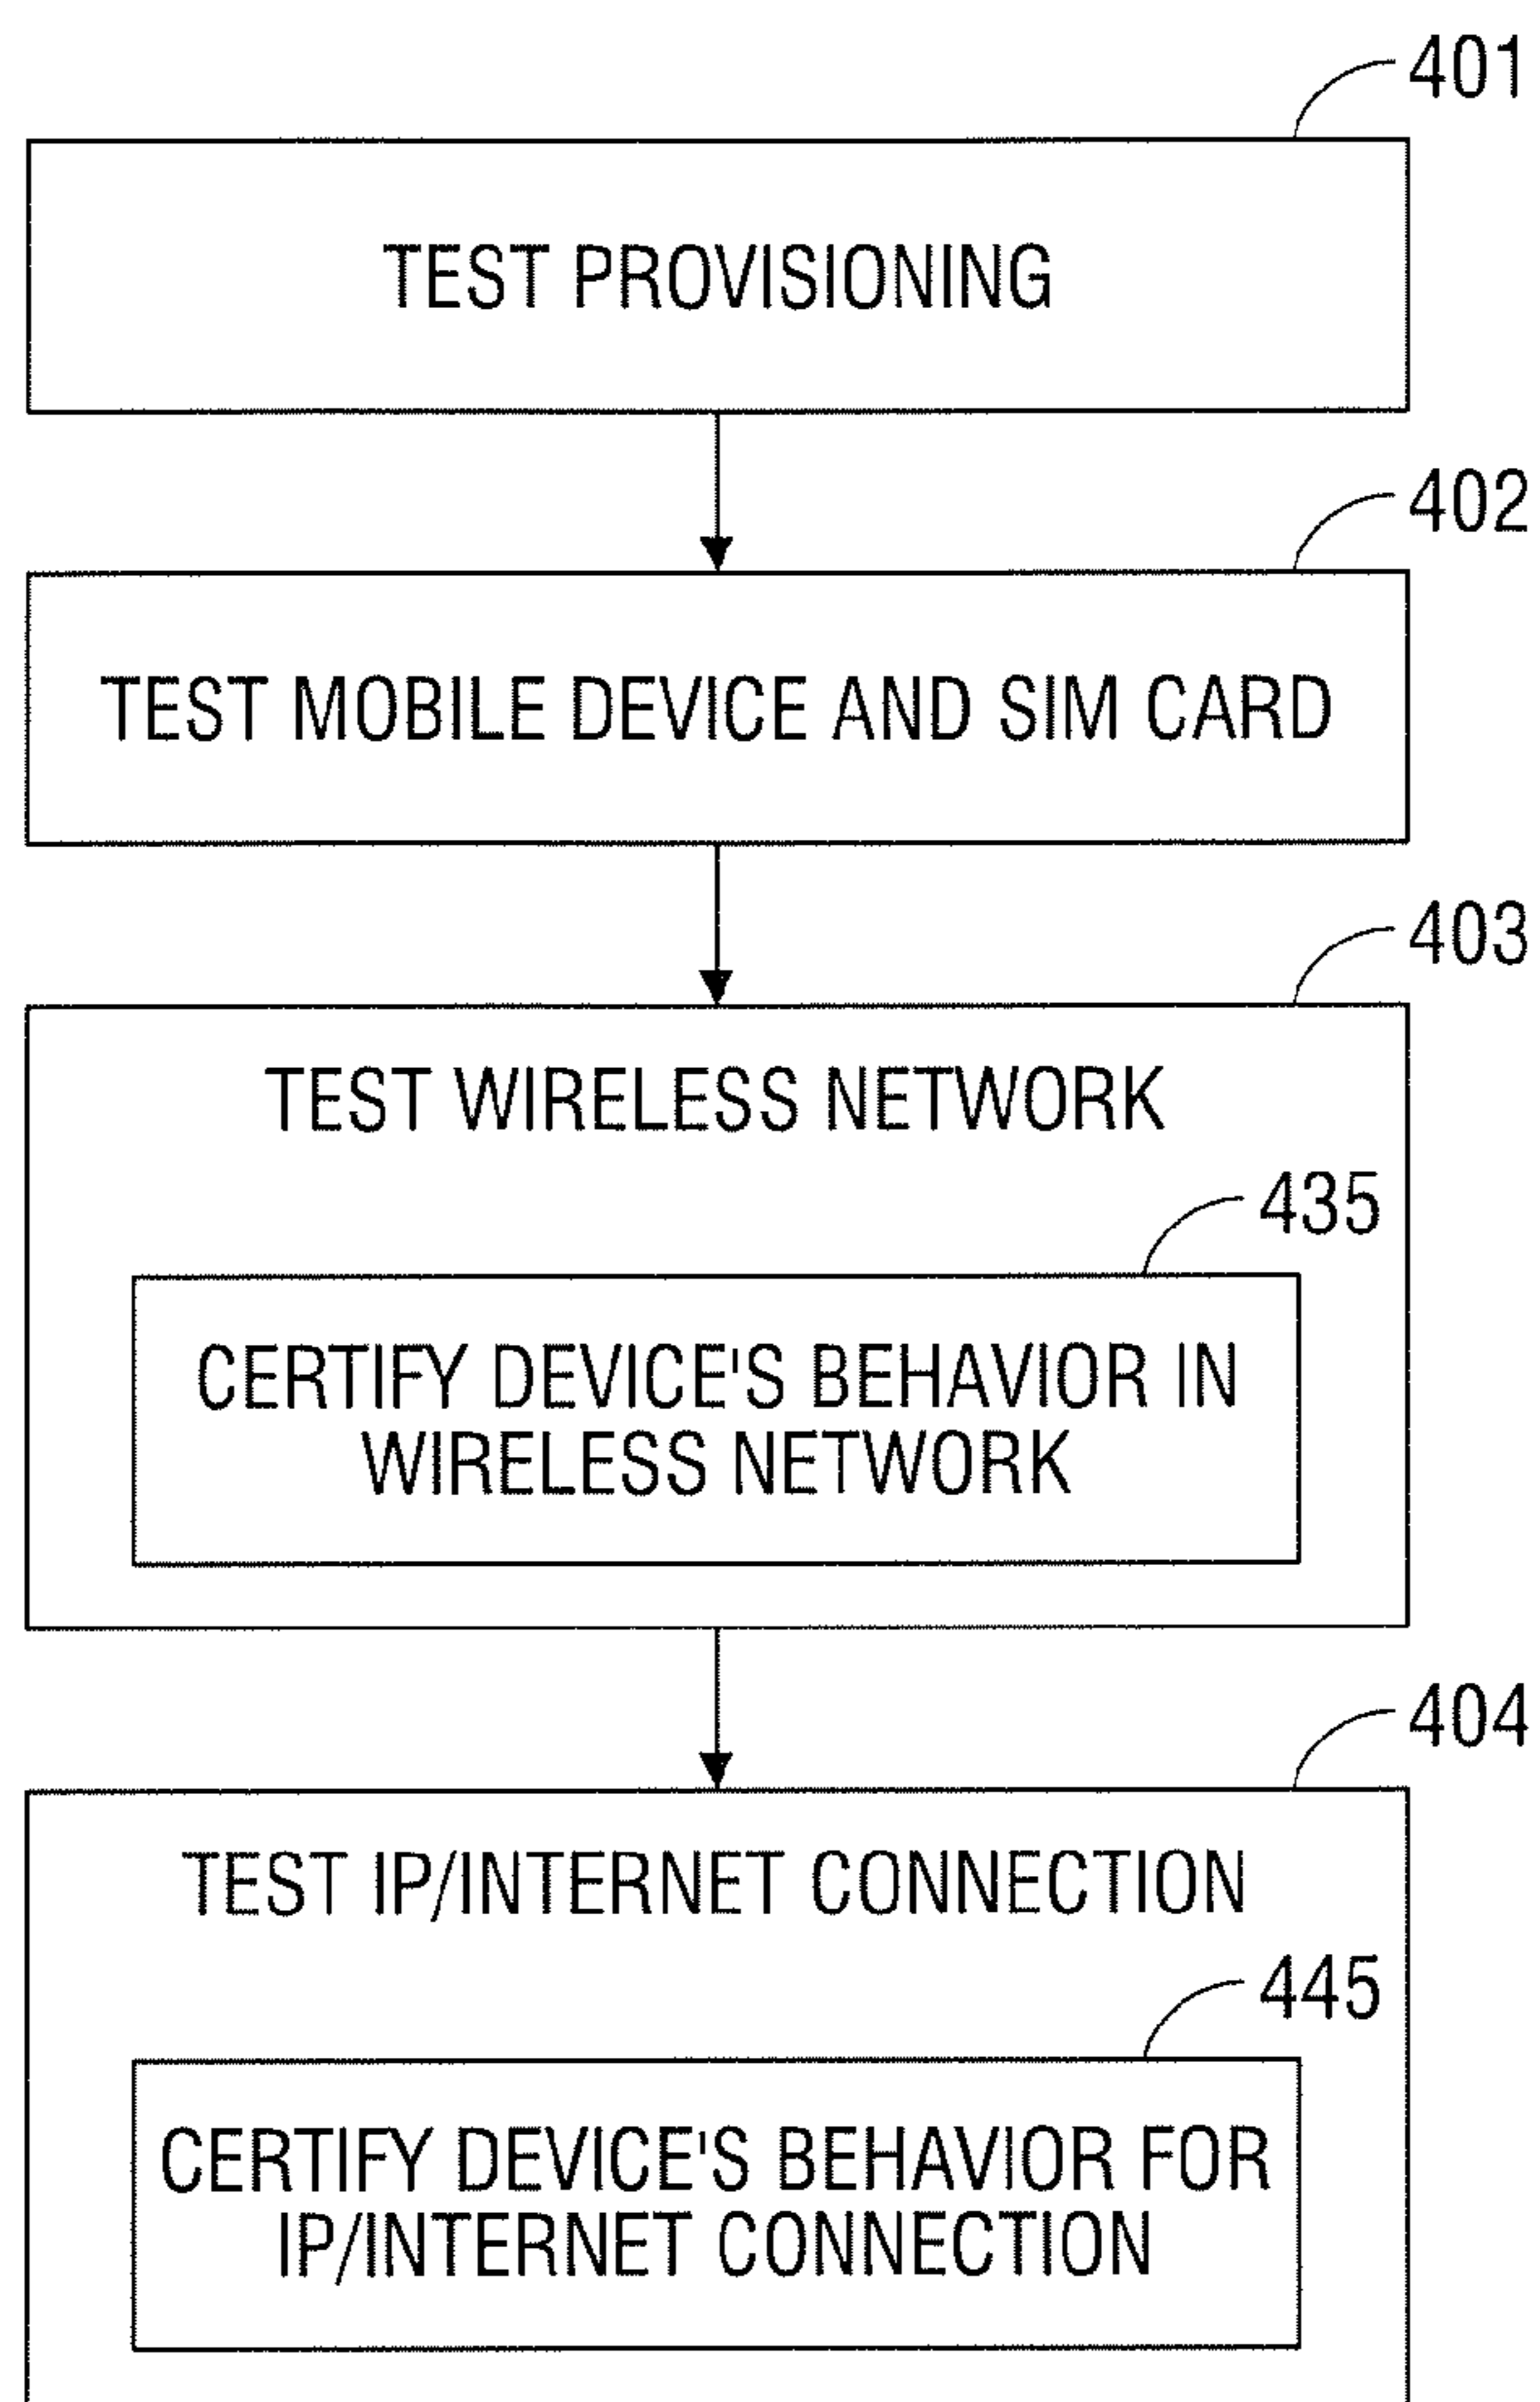 401
TEST PROVISIONING
402
TEST MOBILE DEVICE AND SIM CARD
403
TEST WIRELESS NETWORK
435
CERTIFY DEVICE'S BEHAVIOR IN
WIRELESS NETWORK
404
TEST IP/INTERNET CONNECTION
445
CERTIFY DEVICE'S BEHAVIOR FOR
IP/INTERNET CONNECTION